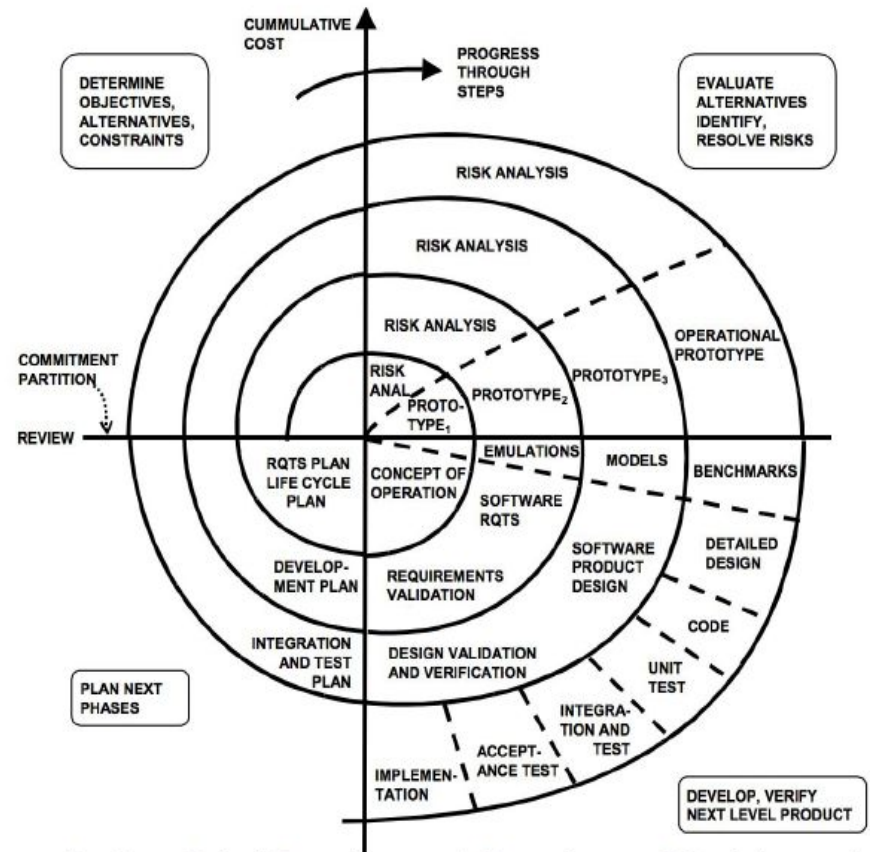 CUMMULATIVE
COST
PROGRESS
THROUGH
STEPS
DETERMINE
OBJECTIVES,
ALTERNATIVES,
CONSTRAINTS
EVALUATE
ALTERNATIVES
IDENTIFY,
RESOLVE RISKS
RISK ANALYSIS
RISK ANALYSIS
RISK ANALYSIS
RISK
ANAL.
PROTO-
TYPE1
PROTOTYPE2
PROTOTYPE3
OPERATIONAL
PROTOTYPE
COMMITMENT
PARTITION
REVIEW
RQTS PLAN
LIFE CYCLE
PLAN
CONCEPT OF
OPERATION
EMULATIONS
MODELS
BENCHMARKS
SOFTWARE
RQTS
SOFTWARE
PRODUCT
DESIGN
DETAILED
DESIGN
DEVELOP-
MENT PLAN
REQUIREMENTS
VALIDATION
CODE
INTEGRATION
AND TEST
PLAN
DESIGN VALIDATION
AND VERIFICATION
UNIT
TEST
PLAN NEXT
PHASES
INTEGRA-
TION AND
TEST
ACCEPT-
ANCE TEST
IMPLEMEN-
TATION
DEVELOP, VERIFY
NEXT LEVEL PRODUCT